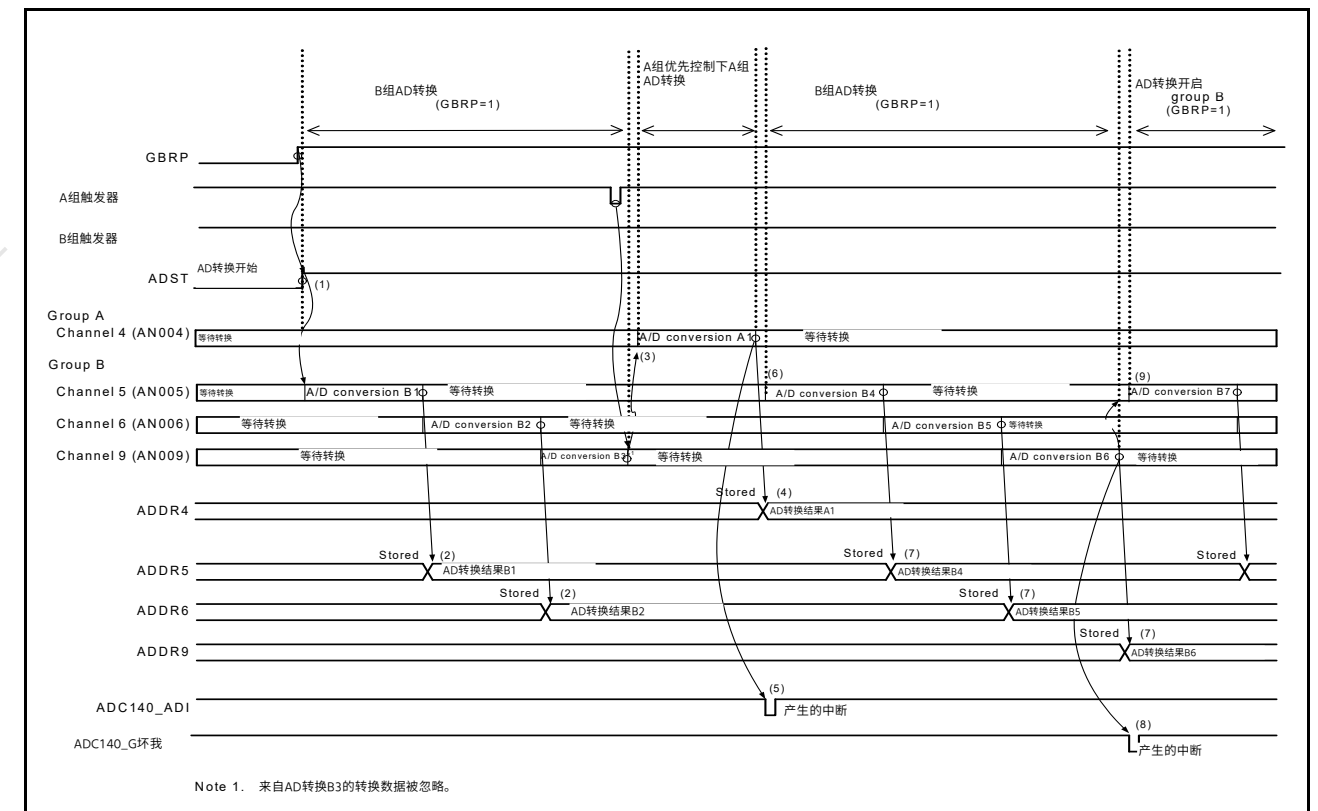 A组优先控制下A组
AD转换
B组AD转换
(GBRP=1)
B组AD转换
(GBRP=1)
AD转换开启
group B
(GBRP=1)
GBRP
A组触发器
B组触发器
ADST
AD转换开始
(1)
Group A
Channel 4 (AN004)
等待转换
A/D conversion A1
等待转换
(3)
Group B
(6)
(9)
Channel 5 (AN005)
等待转换
A/D conversion B1
等待转换
A/D conversion B4
等待转换
A/D conversion B7
Channel 6 (AN006)
等待转换
A/D conversion B2
等待转换
A/D conversion B5
等待转换
Channel 9 (AN009)
等待转换
A/D conversion B3*1
等待转换
A/D conversion B6
等待转换
Stored (4)
ADDR4
AD转换结果A1
Stored (2)
Stored (7)
Stored
ADDR5
AD转换结果B1
AD转换结果B4
Stored (2)
Stored (7)
ADDR6
AD转换结果B2
AD转换结果B5
Stored (7)
ADDR9
AD转换结果B6
(5)
ADC140_ADI
产生的中断
(8)
ADC140_G坏我
产生的中断
Note 1. 来自AD转换B3的转换数据被忽略。